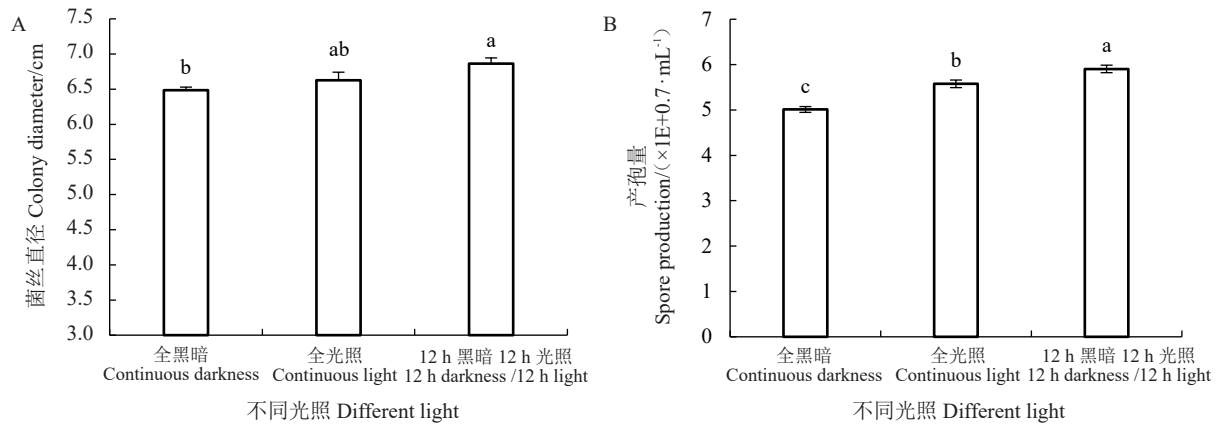 A
菌丝直径 Colony diameter/cm
7.5
7.0
6.5
6.0
5.5
5.0
4.5
4.0
3.5
3.0
b
ab
a
全黑暗
Continuous darkness
全光照
Continuous light
12 h 黑暗 12 h 光照
12 h darkness /12 h light
不同光照 Different light
B
产孢量
Spore production/(×1E+0.7·mL⁻¹)
7
6
5
4
3
2
1
0
c
b
a
全黑暗
Continuous darkness
全光照
Continuous light
12 h 黑暗 12 h 光照
12 h darkness /12 h light
不同光照 Different light